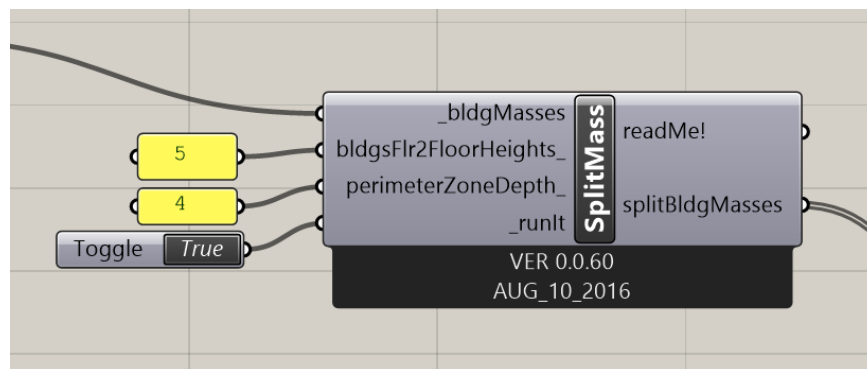 _bldgMasses
5
bldgsFlr2FloorHeights_
4
perimeterZoneDepth_
Toggle True
_runIt
SplitMass
readMe!
splitBldgMasses
VER 0.0.60
AUG_10_2016